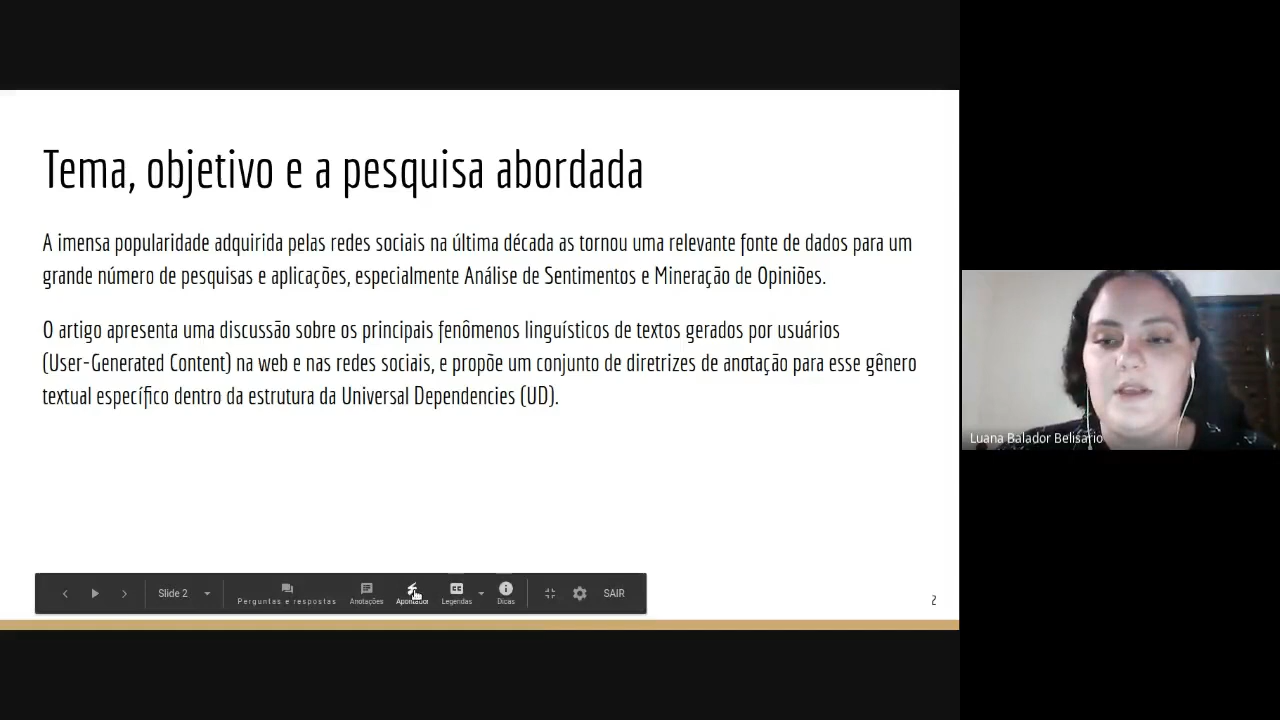 Tema, objetivo e a pesquisa abordada
A imensa popularidade adquirida pelas redes sociais na última década as tornou uma relevante fonte de dados para um
grande número de pesquisas e aplicações, especialmente Análise de Sentimentos e Mineração de Opiniões.
O artigo apresenta uma discussão sobre os principais fenômenos linguísticos de textos gerados por usuários
(User-Generated Content) na web e nas redes sociais, e propõe um conjunto de diretrizes de anotação para esse gênero
textual específico dentro da estrutura da Universal Dependencies (UD).
Luana Balador Belisario
Slide 2
Perguntas e respostas
Anotações
Apontador
Legendas
Dicas
SAIR
2